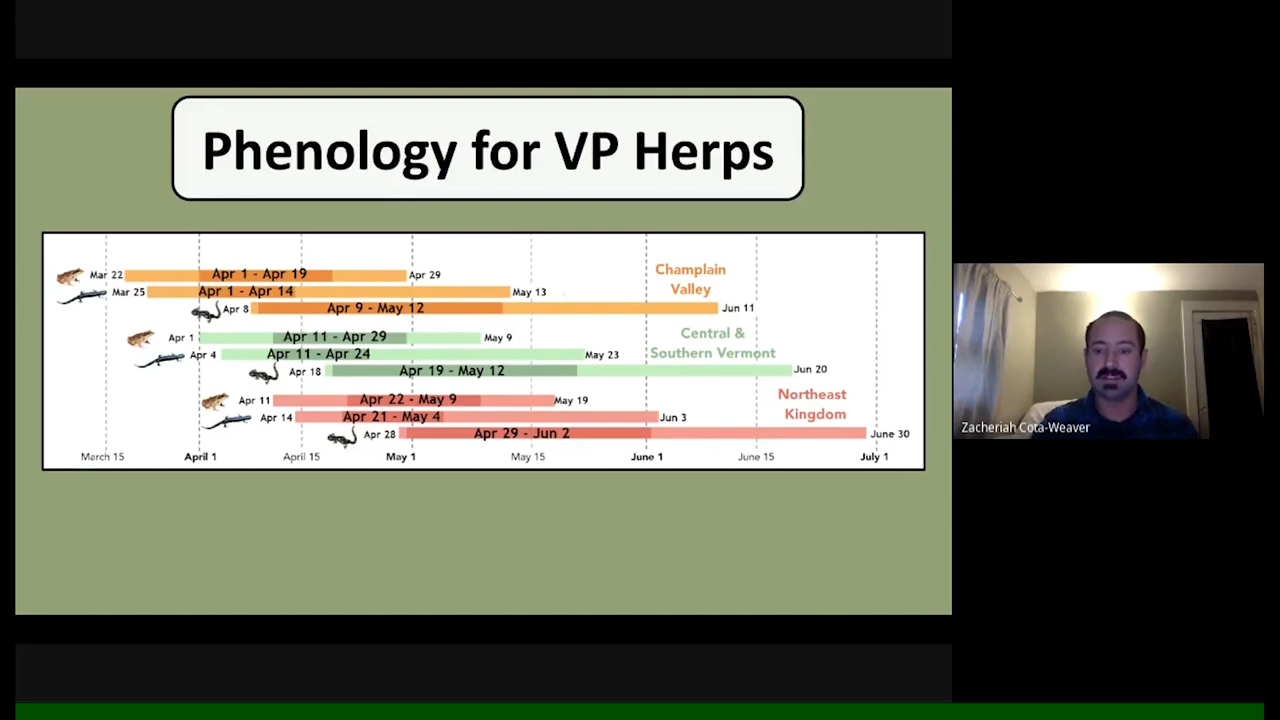 Phenology for VP Herps
Mar 22 Apr 1 - Apr 19 Apr 29
Mar 25 Apr 1 - Apr 14 May 13
Apr 8 Apr 9 - May 12 Jun 11
Champlain
Valley
Apr 1 Apr 11 - Apr 29 May 9
Apr 4 Apr 11 - Apr 24 May 23
Apr 18 Apr 19 - May 12 Jun 20
Central &
Southern Vermont
Apr 11 Apr 22 - May 9 May 19
Apr 14 Apr 21 - May 4 Jun 3
Apr 28 Apr 29 - Jun 2 June 30
Northeast
Kingdom
March 15 April 1 April 15 May 1 May 15 June 1 June 15 July 1
Zacheriah Cota-Weaver